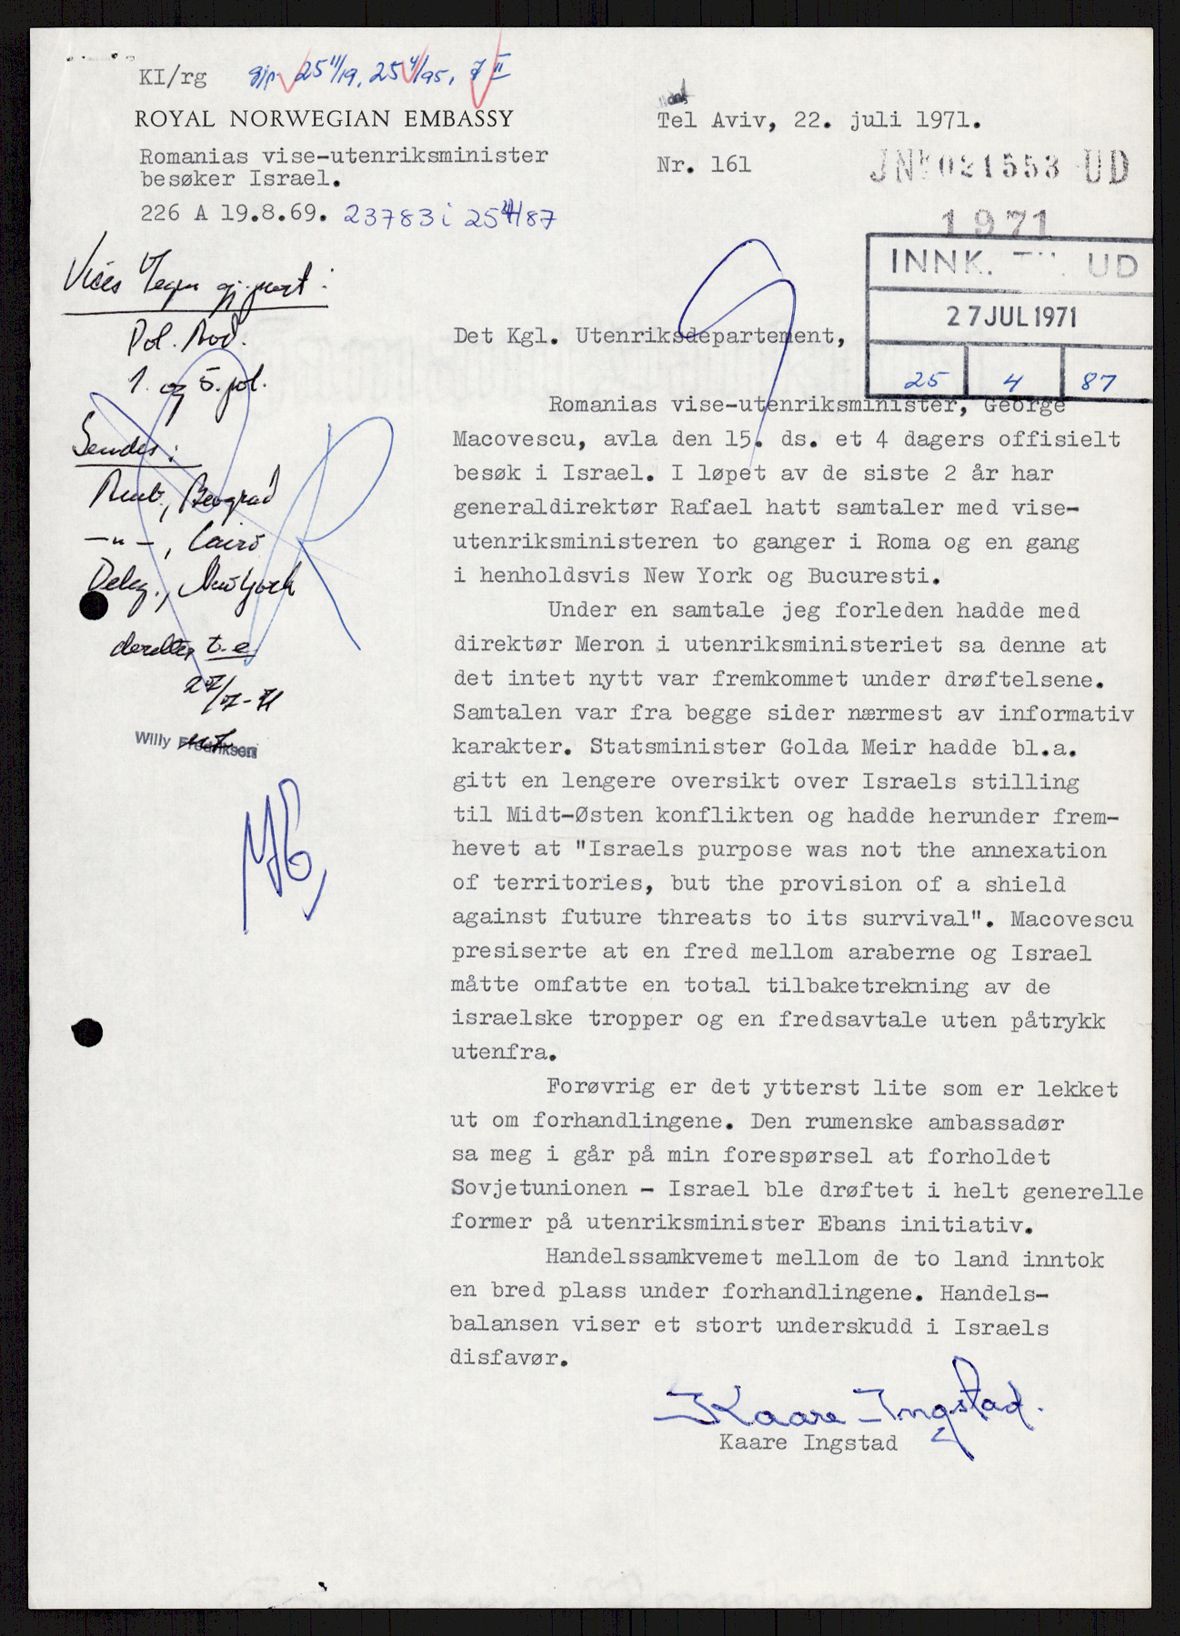 KI/rg
ROYAL NORWEGIAN EMBASSY
Romanias vise-utenriksminister
besøker Israel.
226 A 19.8.69. 23783 i 25 4/87
Tel Aviv, 22. juli 1971.
Nr. 161
JNR 021553 UD
1971
INNK. UD
27 JUL 1971
25 4 87
Pol. Råd.
1. og 5. pol.
Sendes:
Amb., Beograd
— " —, Cairo
Deleg., New York
deretter t.e.
27/7-71
Willy Fredriksen
Det Kgl. Utenriksdepartement,
Romanias vise-utenriksminister, George
Macovescu, avla den 15. ds. et 4 dagers offisielt
besøk i Israel. I løpet av de siste 2 år har
generaldirektør Rafael hatt samtaler med vise-
utenriksministeren to ganger i Roma og en gang
i henholdsvis New York og Bucuresti.
Under en samtale jeg forleden hadde med
direktør Meron i utenriksministeriet sa denne at
det intet nytt var fremkommet under drøftelsene.
Samtalen var fra begge sider nærmest av informativ
karakter. Statsminister Golda Meir hadde bl.a.
gitt en lengere oversikt over Israels stilling
til Midt-Østen konflikten og hadde herunder frem-
hevet at "Israels purpose was not the annexation
of territories, but the provision of a shield
against future threats to its survival". Macovescu
presiserte at en fred mellom araberne og Israel
måtte omfatte en total tilbaketrekning av de
israelske tropper og en fredsavtale uten påtrykk
utenfra.
Forøvrig er det ytterst lite som er lekket
ut om forhandlingene. Den rumenske ambassadør
sa meg i går på min forespørsel at forholdet
Sovjetunionen - Israel ble drøftet i helt generelle
former på utenriksminister Ebans initiativ.
Handelssamkvemet mellom de to land inntok
en bred plass under forhandlingene. Handels-
balansen viser et stort underskudd i Israels
disfavør.
Kaare Ingstad.
Kaare Ingstad